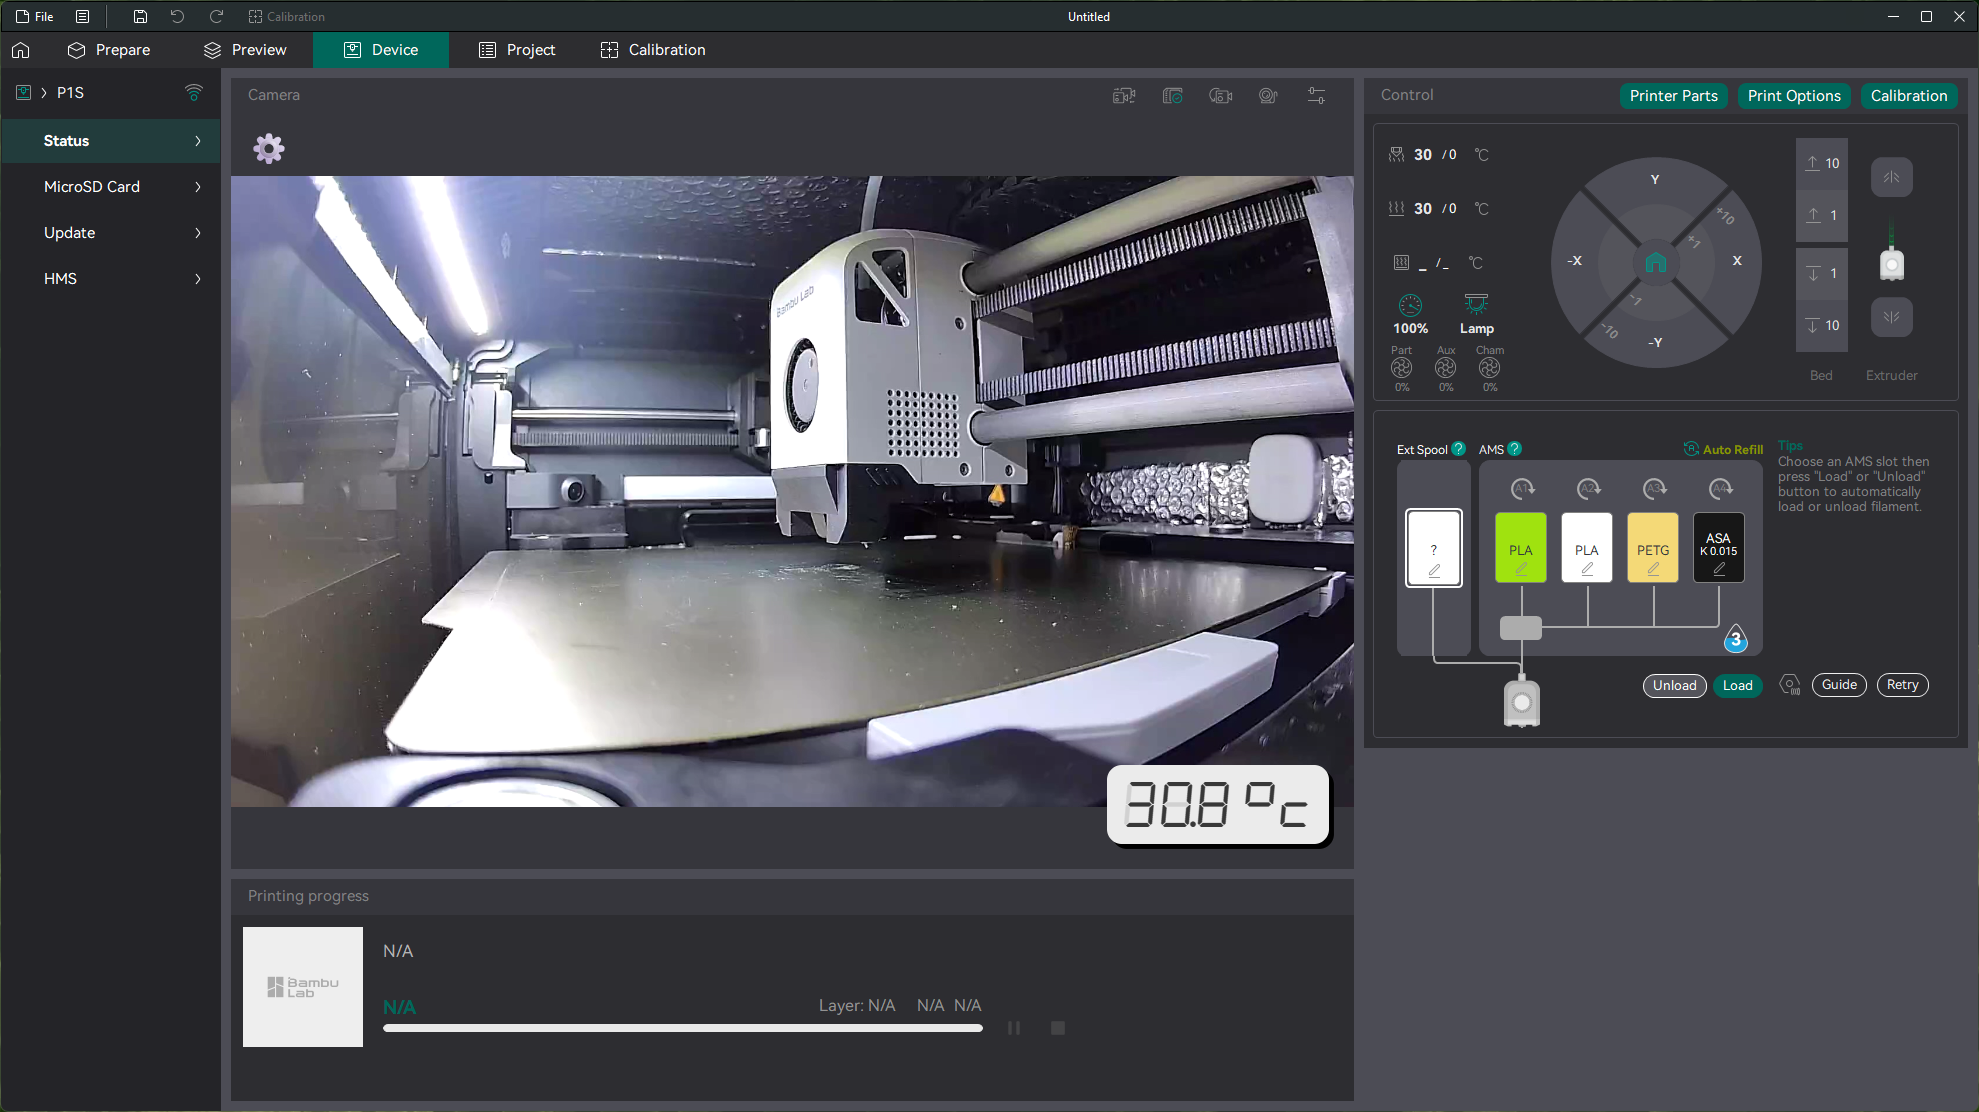 File
Calibration
Untitled
Prepare
Preview
Device
Project
Calibration
P1S
Status
MicroSD Card
Update
HMS
Camera
Bambu Lab
30.8 °c
Printing progress
Bambu
Lab
N/A
N/A
Layer: N/A N/A N/A
Control
Printer Parts
Print Options
Calibration
30 / 0 °C
30 / 0 °C
_ / _ °C
100%
Lamp
Part
Aux
Cham
0%
0%
0%
Y
+10
+1
-X
X
-1
-10
-Y
10
1
1
10
Bed
Extruder
Ext Spool ?
AMS ?
R Auto Refill
A1
A2
A3
A4
?
PLA
PLA
PETG
ASA
K 0.015
3
Tips
Choose an AMS slot then
press "Load" or "Unload"
button to automatically
load or unload filament.
Unload
Load
Guide
Retry